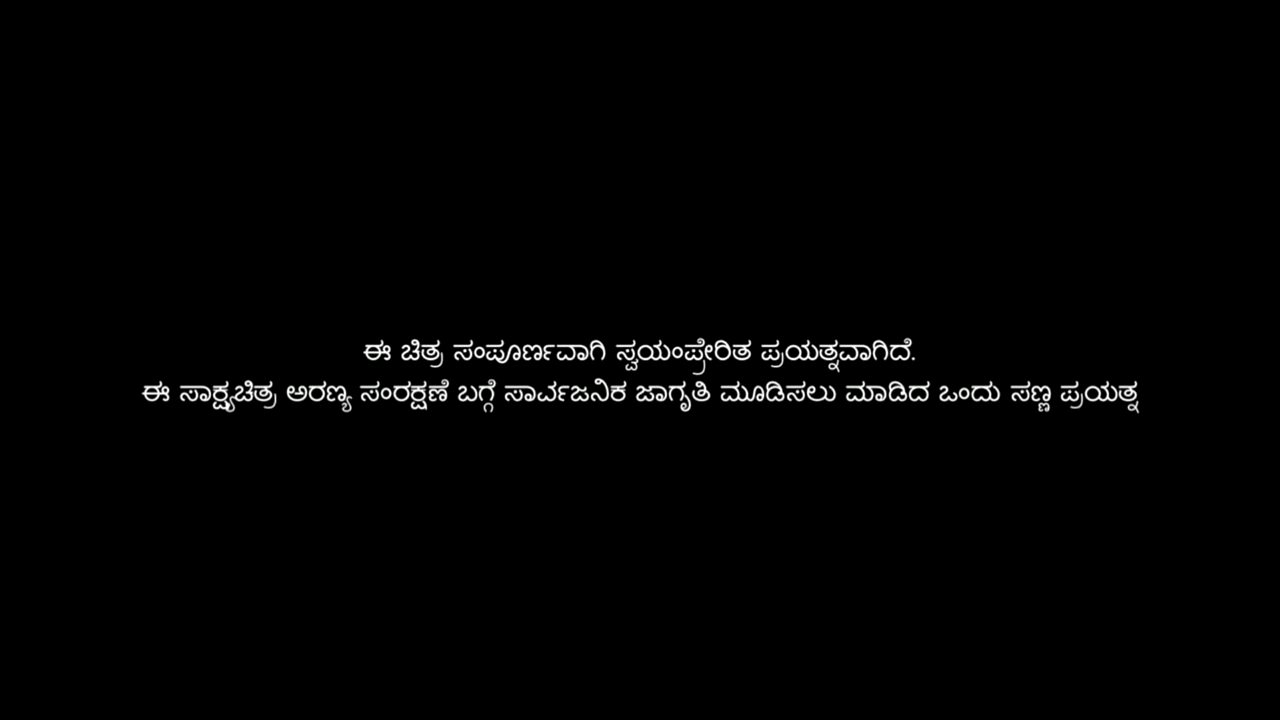 ಈ ಚಿತ್ರ ಸಂಪೂರ್ಣವಾಗಿ ಸ್ವಯಂಪ್ರೇರಿತ ಪ್ರಯತ್ನವಾಗಿದೆ.
ಈ ಸಾಕ್ಷ್ಯಚಿತ್ರ ಅರಣ್ಯ ಸಂರಕ್ಷಣೆ ಬಗ್ಗೆ ಸಾರ್ವಜನಿಕ ಜಾಗೃತಿ ಮೂಡಿಸಲು ಮಾಡಿದ ಒಂದು ಸಣ್ಣ ಪ್ರಯತ್ನ